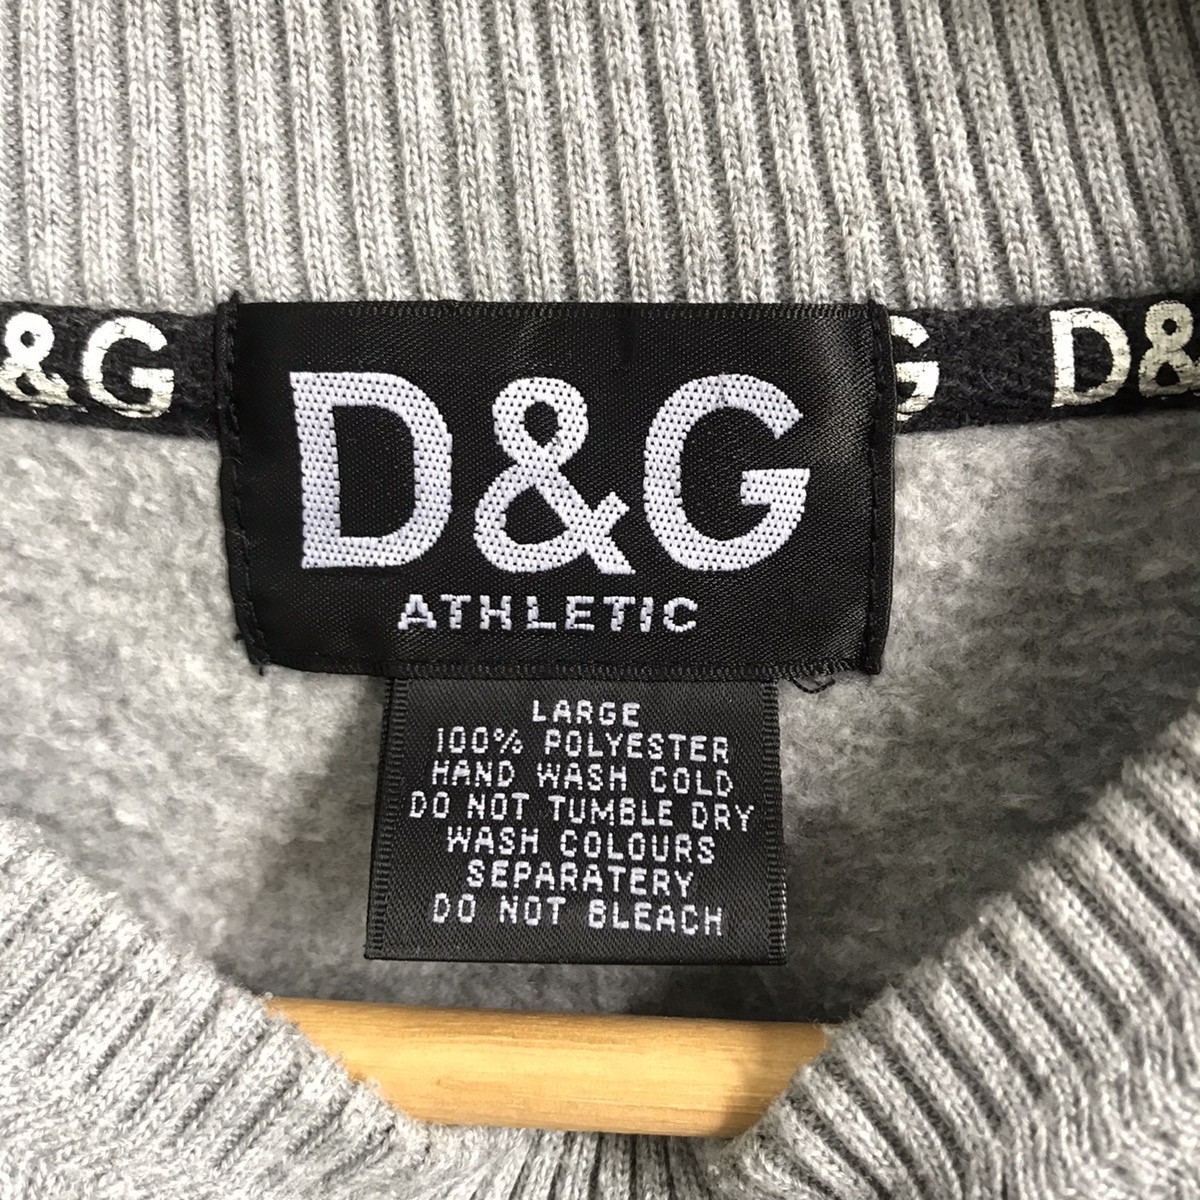 &G
D&G
G
D&
ATHLETIC
LARGE
100% POLYESTER
HAND WASH COLD
DO NOT TUMBLE DRY
WASH COLOURS
SEPARATERY
DO NOT BLEACH